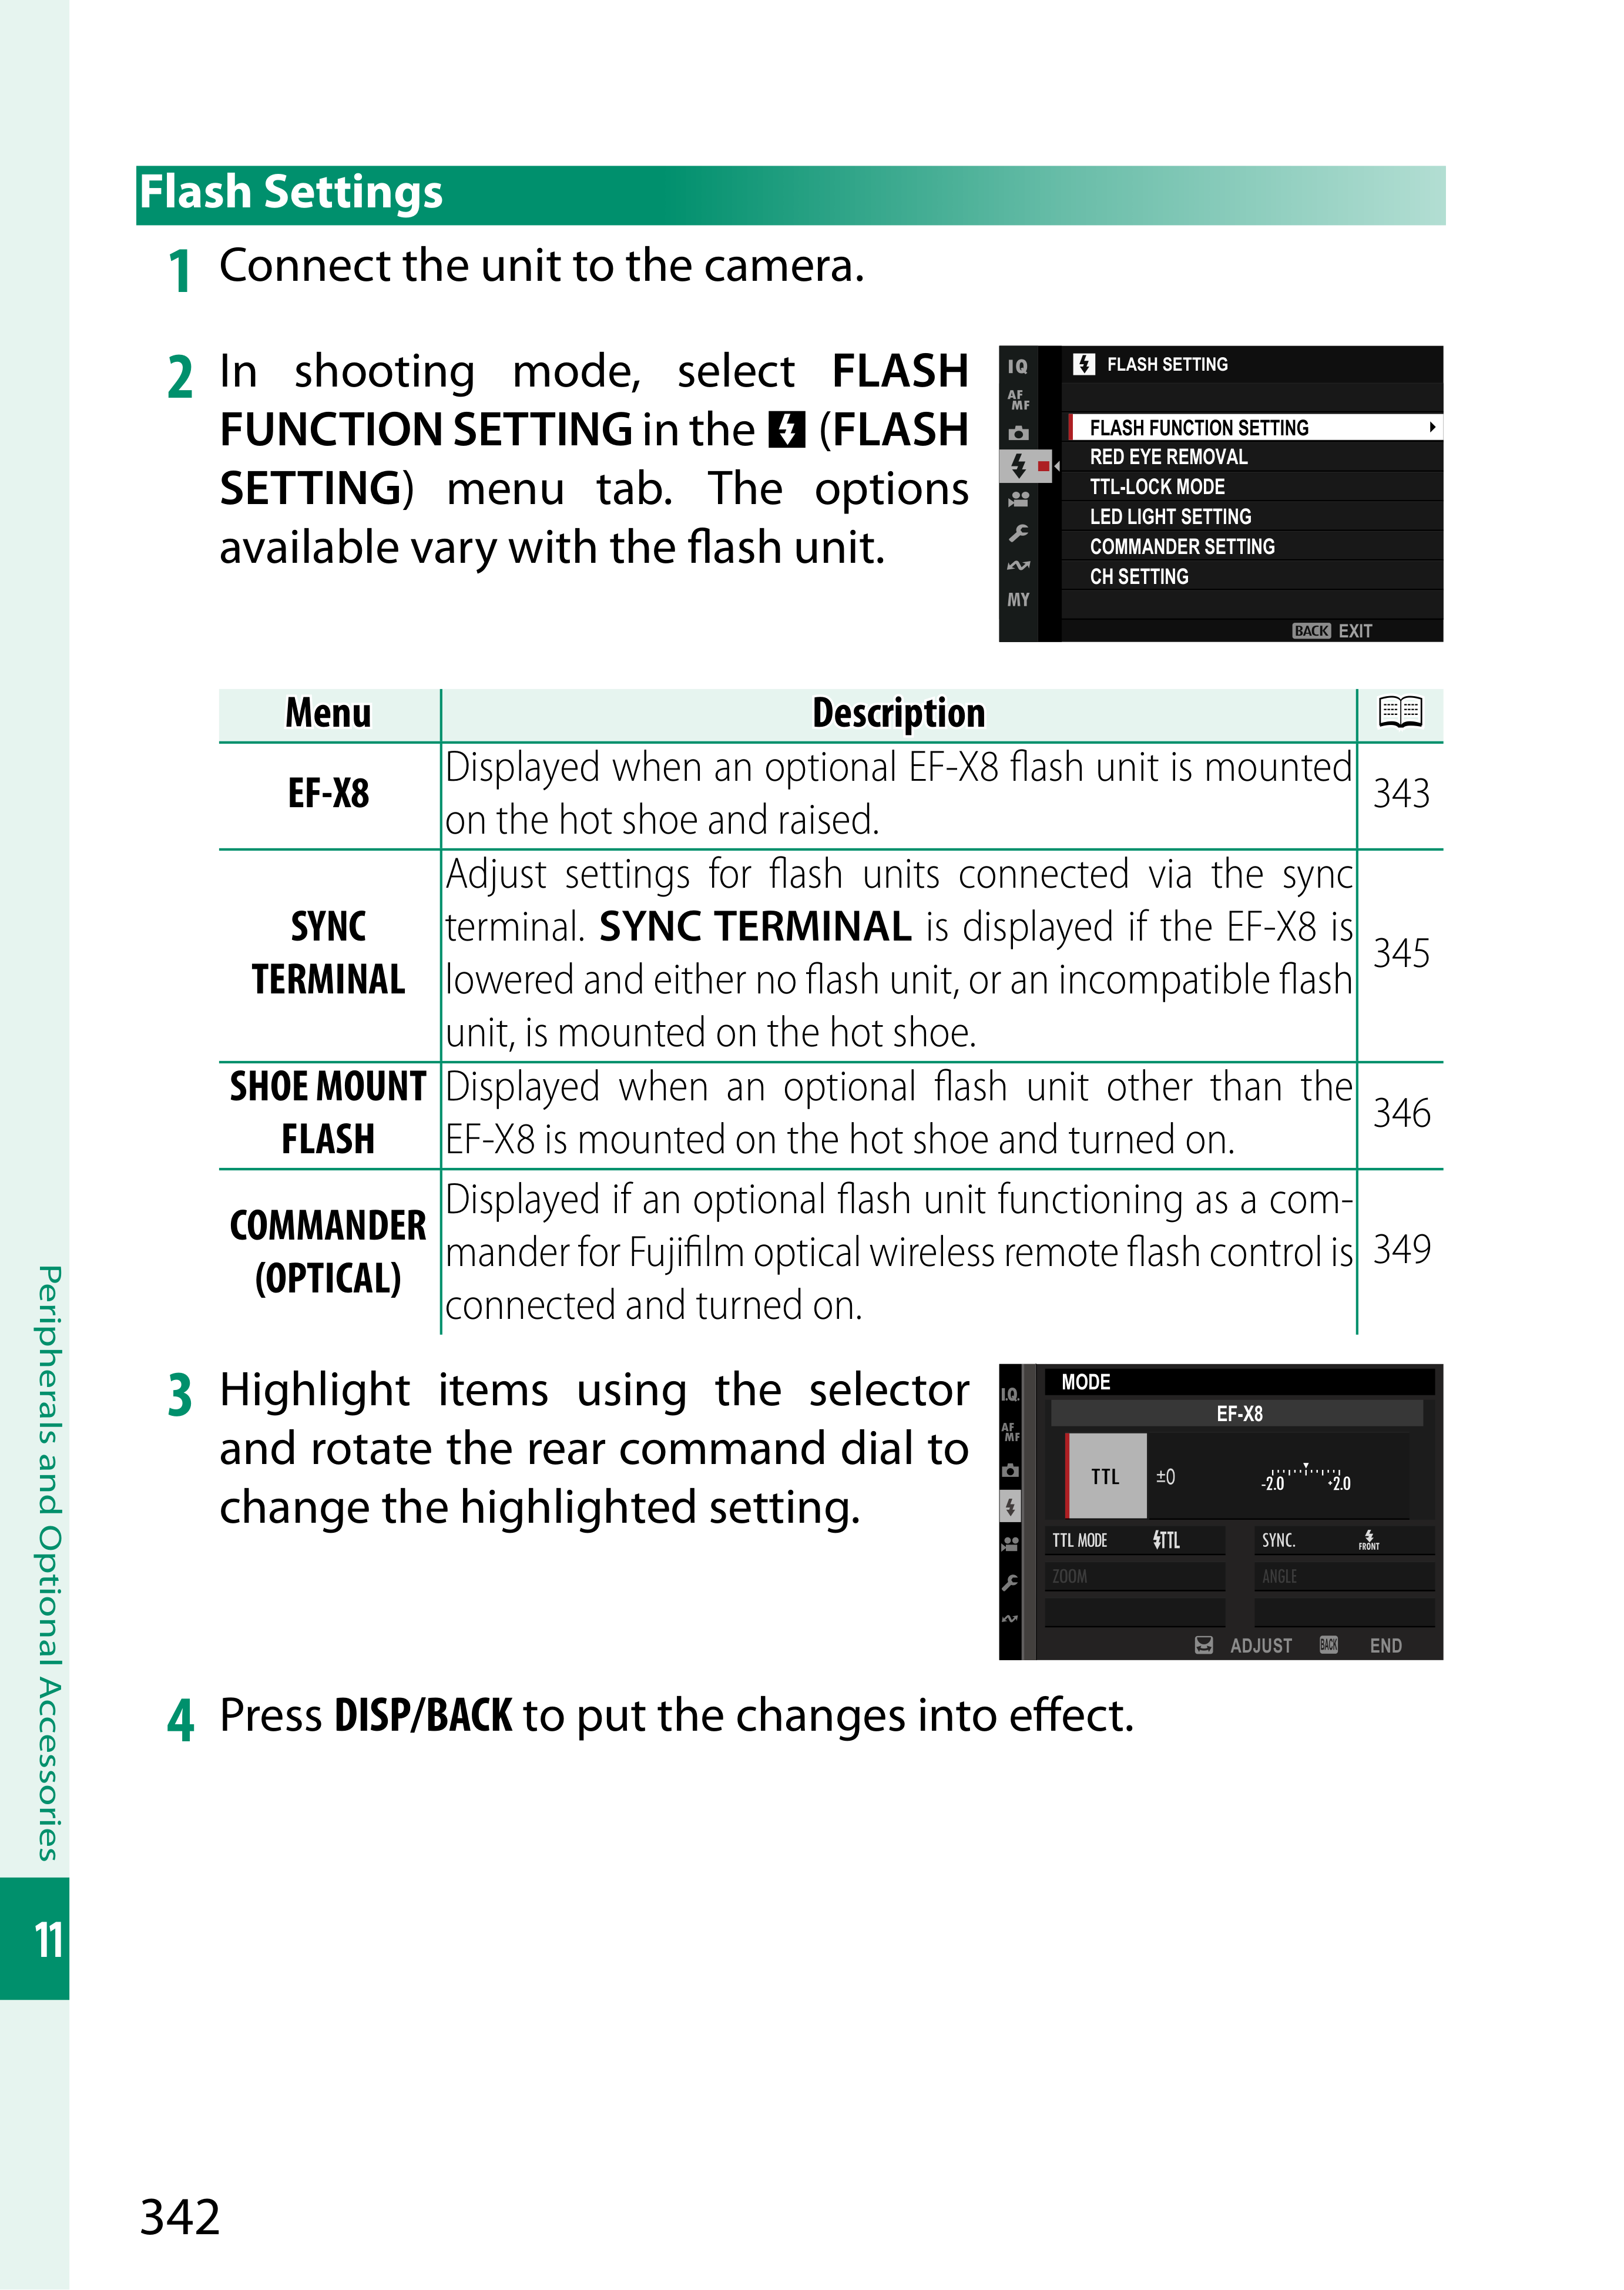 Flash Settings
1 Connect the unit to the camera.
2 In shooting mode, select FLASH
FUNCTION SETTING in the (FLASH
SETTING) menu tab. The options
available vary with the flash unit.
IQ
AF
MF
MY
FLASH SETTING
FLASH FUNCTION SETTING
RED EYE REMOVAL
TTL-LOCK MODE
LED LIGHT SETTING
COMMANDER SETTING
CH SETTING
BACK EXIT
Menu Description
EF-X8
Displayed when an optional EF-X8 flash unit is mounted
on the hot shoe and raised.
343
SYNC
TERMINAL
Adjust settings for flash units connected via the sync
terminal. SYNC TERMINAL is displayed if the EF-X8 is
lowered and either no flash unit, or an incompatible flash
unit, is mounted on the hot shoe.
345
SHOE MOUNT
FLASH
Displayed when an optional flash unit other than the
EF-X8 is mounted on the hot shoe and turned on.
346
COMMANDER
(OPTICAL)
Displayed if an optional flash unit functioning as a com-
mander for Fujifilm optical wireless remote flash control is
connected and turned on.
349
3 Highlight items using the selector
and rotate the rear command dial to
change the highlighted setting.
I.Q.
AF
MF
MODE
EF-X8
TTL ±0 -2.0 +2.0
TTL MODE TTL SYNC. FRONT
ZOOM ANGLE
ADJUST BACK END
4 Press DISP/BACK to put the changes into effect.
Peripherals and Optional Accessories
11
342